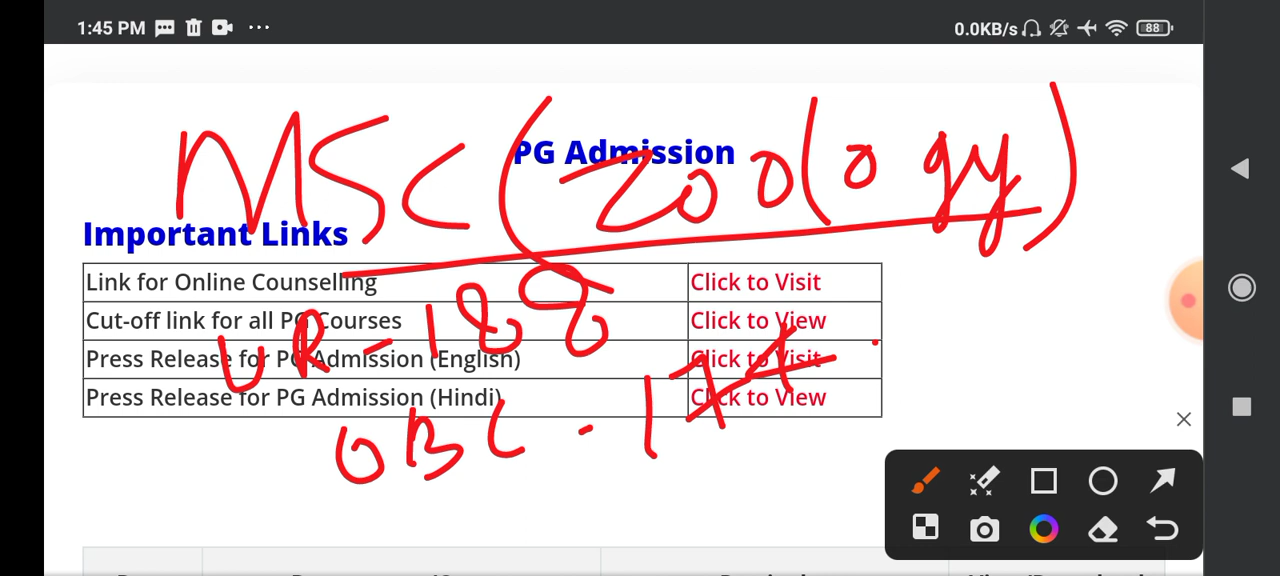 1:45 PM ...
0.0KB/s 88
MSC (Zoology)
PG Admission
Important Links
Link for Online Counselling Click to Visit
UR - 188
Cut-off link for all PG Courses Click to View
Press Release for PG Admission (English) Click to Visit
Press Release for PG Admission (Hindi) Click to View
OBC - 174